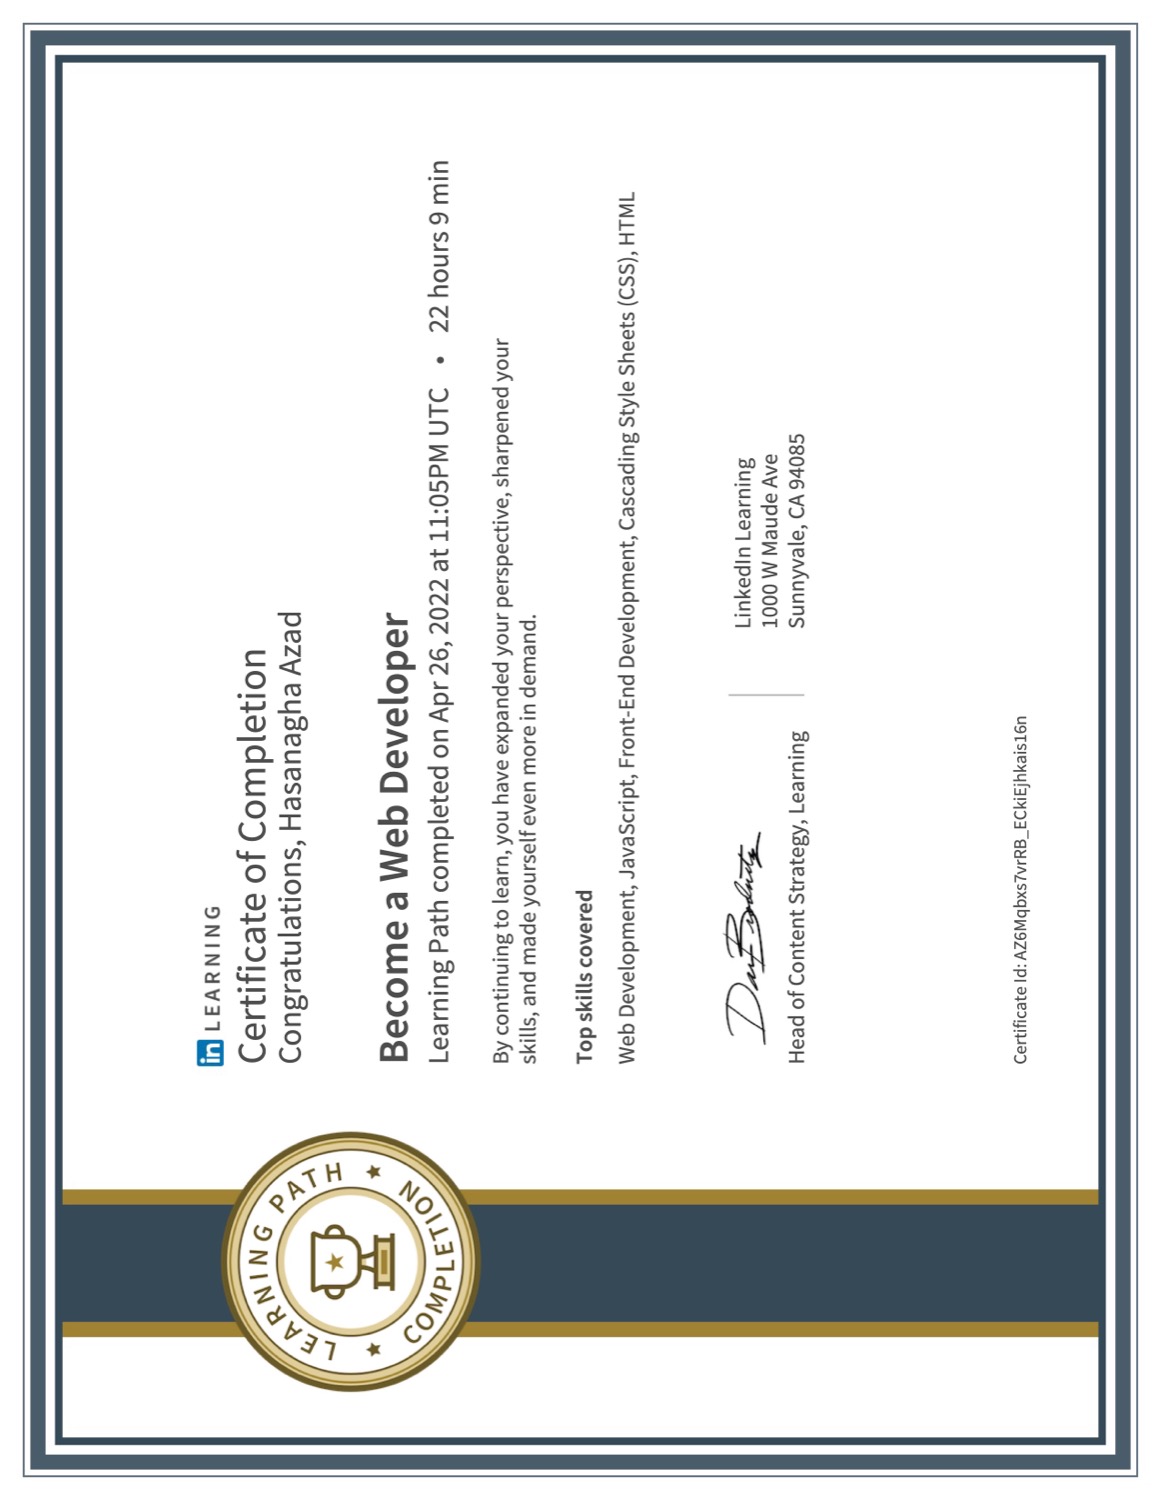 LEARNING PATH
COMPLETION
in LEARNING
Certificate of Completion
Congratulations, Hasanagha Azad
Become a Web Developer
Learning Path completed on Apr 26, 2022 at 11:05PM UTC • 22 hours 9 min
By continuing to learn, you have expanded your perspective, sharpened your
skills, and made yourself even more in demand.
Top skills covered
Web Development, JavaScript, Front-End Development, Cascading Style Sheets (CSS), HTML
Head of Content Strategy, Learning
LinkedIn Learning
1000 W Maude Ave
Sunnyvale, CA 94085
Certificate Id: AZ6Mqbxs7vrRB_ECkiEjhkais16n